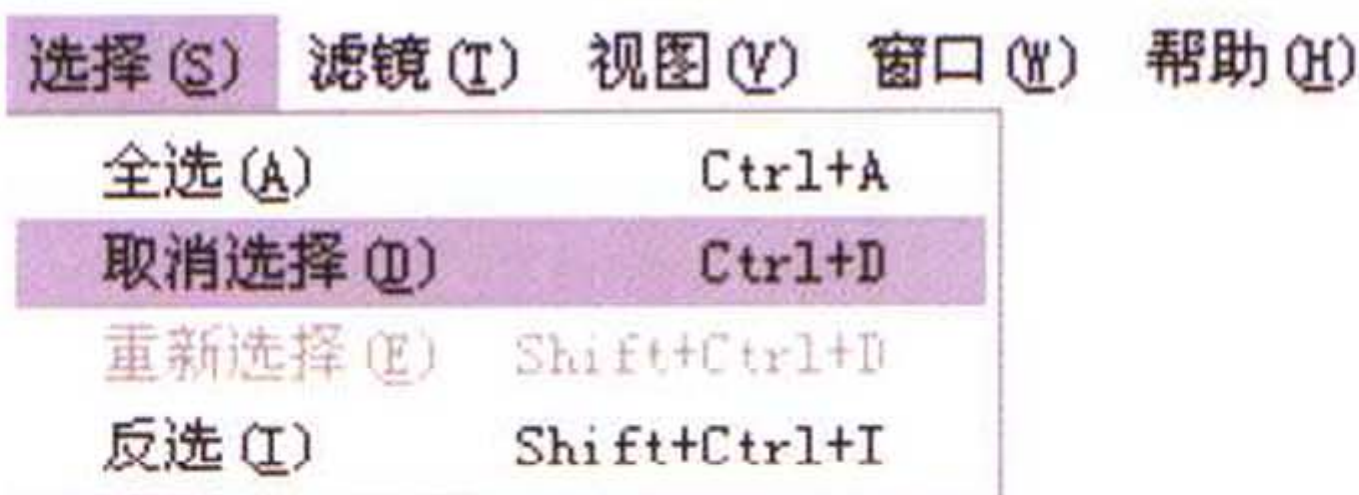 选择(S) 滤镜(T) 视图(V) 窗口(W) 帮助(H)
全选(A) Ctrl+A
取消选择(D) Ctrl+D
重新选择(E) Shift+Ctrl+D
反选(I) Shift+Ctrl+I